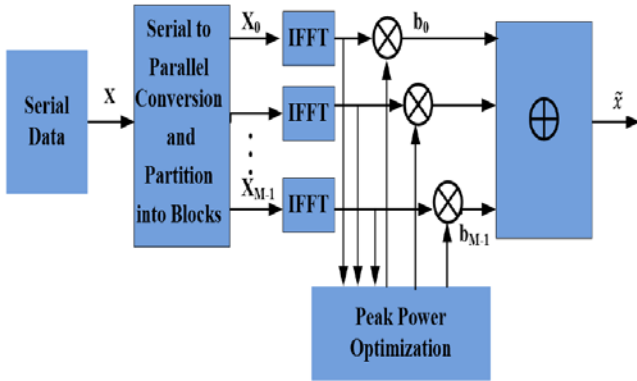 Serial
Data
X
Serial to
Parallel
Conversion
and
Partition
into Blocks
X0
XM-1
IFFT
IFFT
IFFT
b0
bM-1
x̃
Peak Power
Optimization